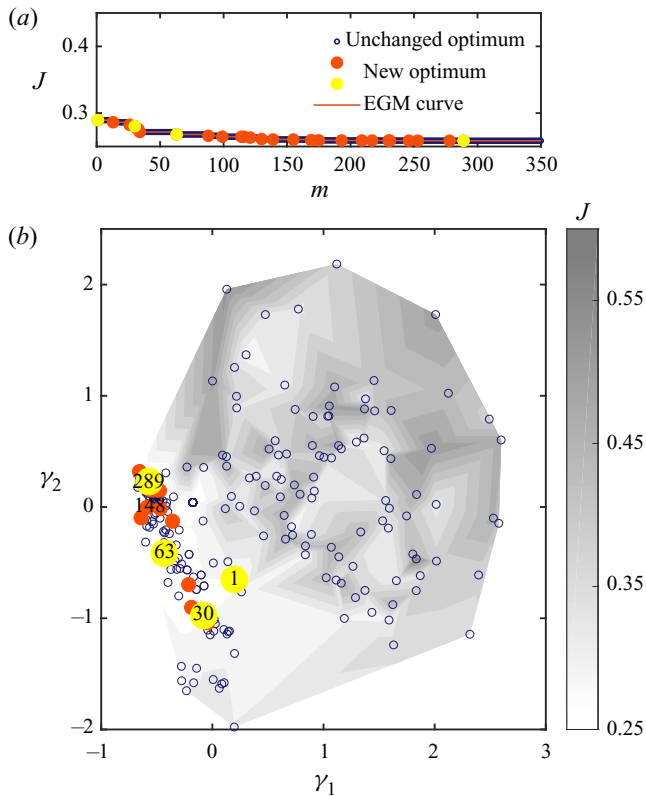 (a)
0.4
0.3
J
Unchanged optimum
New optimum
EGM curve
0 50 100 150 200 250 300 350
m
(b)
J
2
1
0
−1
−2
γ2
289
148
63
1
30
−1 0 1 2 3
γ1
0.55
0.45
0.35
0.25